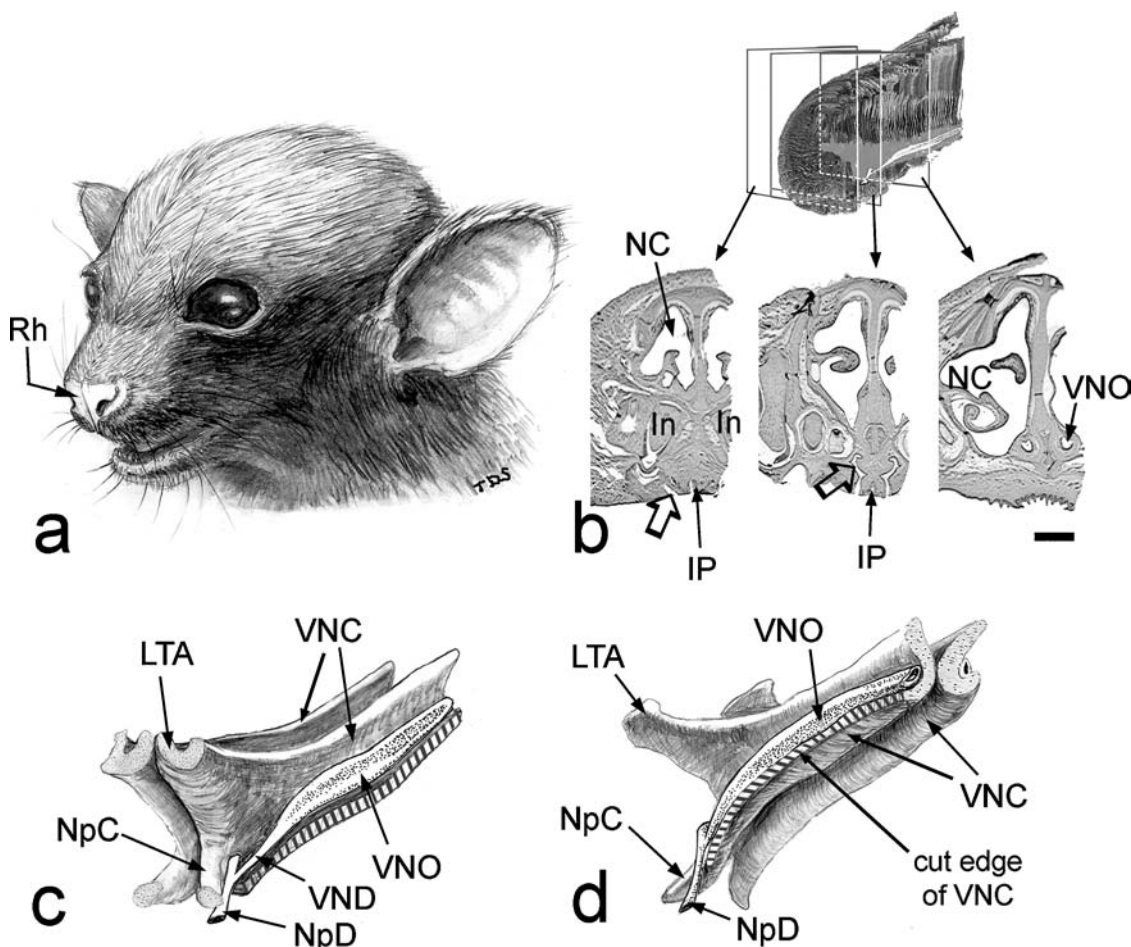 Rh
TDS
a
NC
In
In
IP
IP
NC
VNO
b
LTA
VNC
NpC
VNO
VND
NpD
c
VNO
LTA
VNC
NpC
cut edge
of VNC
NpD
d